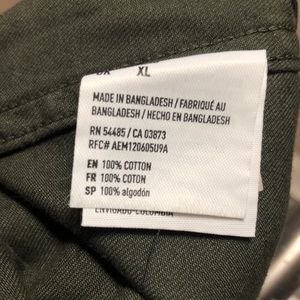 XL
MADE IN BANGLADESH / FABRIQUÉ AU
BANGLADESH / HECHO EN BANGLADESH
RN 54485 / CA 03873
RFC# AEM120605U9A
EN 100% COTTON
FR 100% COTON
SP 100% algodón
ENVIGADO-COLOMBIA